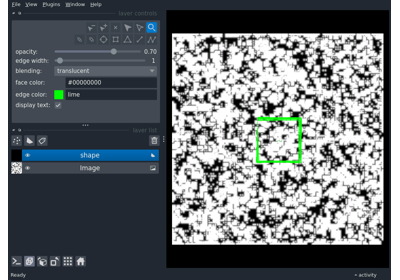 File View Plugins Window Help
layer controls
opacity: 0.70
edge width: 1
blending: translucent
face color: #00000000
edge color: lime
display text:
layer list
shape
Image
Ready
activity